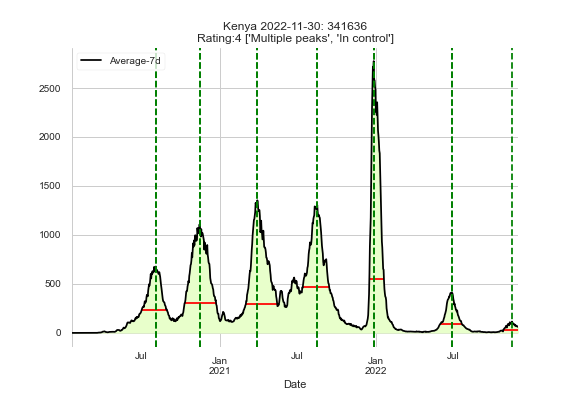 Kenya 2022-11-30: 341636
Rating:4 ['Multiple peaks', 'In control']
Average-7d
2500
2000
1500
1000
500
0
Jul
Jan
2021
Jul
Jan
2022
Jul
Date